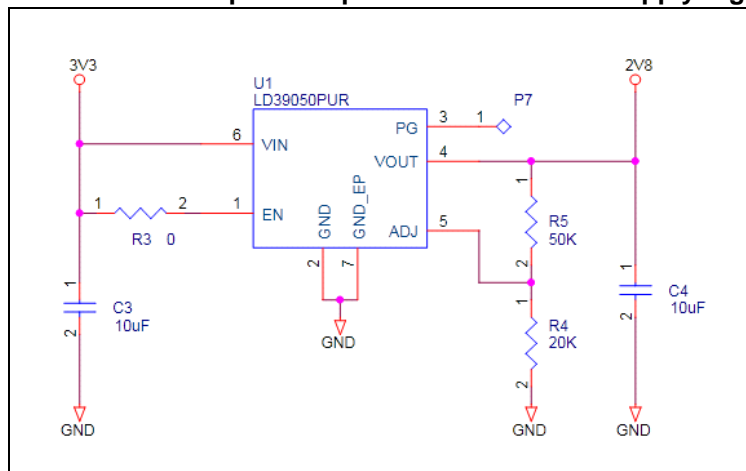 3V3
2V8
U1
LD39050PUR
P7
6
VIN
PG
3
1
VOUT
4
1
2
1
EN
GND
GND_EP
ADJ
5
R3 0
1
2
R5
50K
2
7
1
2
C3
10uF
GND
1
2
R4
20K
1
2
C4
10uF
GND
GND
GND